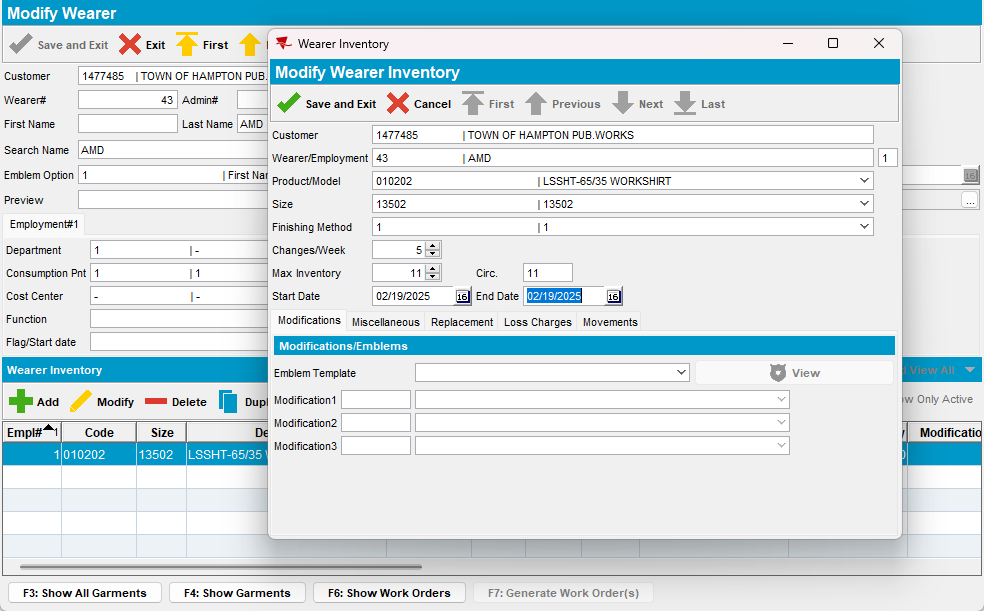 Modify Wearer
Save and Exit Exit First
Customer 1477485 | TOWN OF HAMPTON PUB.
Wearer# 43 Admin#
First Name Last Name AMD
Search Name AMD
Emblem Option 1 | First Nar
Preview ...
Employment#1
Department 1 | -
Consumption Pnt 1 | 1
Cost Center - | -
Function
Flag/Start date
Wearer Inventory View All
Add Modify Delete Dupl Only Active
Empl# 1 Code Size De Modificatio
1 010202 13502 LSSHT-65/35
F3: Show All Garments F4: Show Garments F6: Show Work Orders F7: Generate Work Order(s)
Wearer Inventory
Modify Wearer Inventory
Save and Exit Cancel First Previous Next Last
Customer 1477485 | TOWN OF HAMPTON PUB.WORKS
Wearer/Employment 43 | AMD 1
Product/Model 010202 | LSSHT-65/35 WORKSHIRT
Size 13502 | 13502
Finishing Method 1 | 1
Changes/Week 5
Max Inventory 11 Circ. 11
Start Date 02/19/2025 16 End Date 02/19/2025 16
Modifications Miscellaneous Replacement Loss Charges Movements
Modifications/Emblems
Emblem Template View
Modification1
Modification2
Modification3